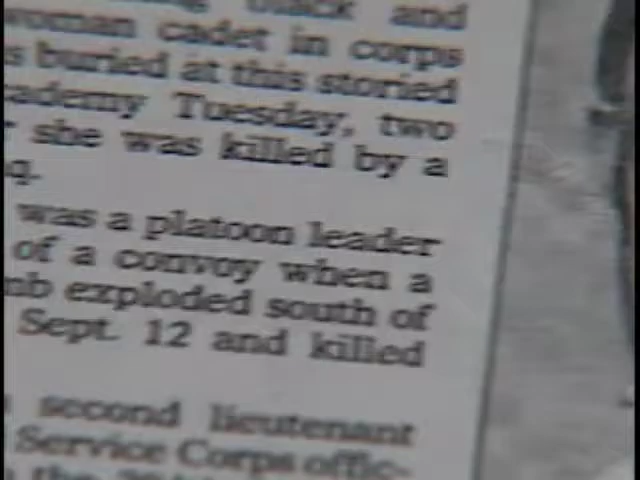 black and
woman cadet in corps
buried at this storied
Tuesday, two
she was killed by a
was a platoon leader
of a convoy when a
exploded south of
Sept. 12 and killed
second lieutenant
Service Corps offic-
the